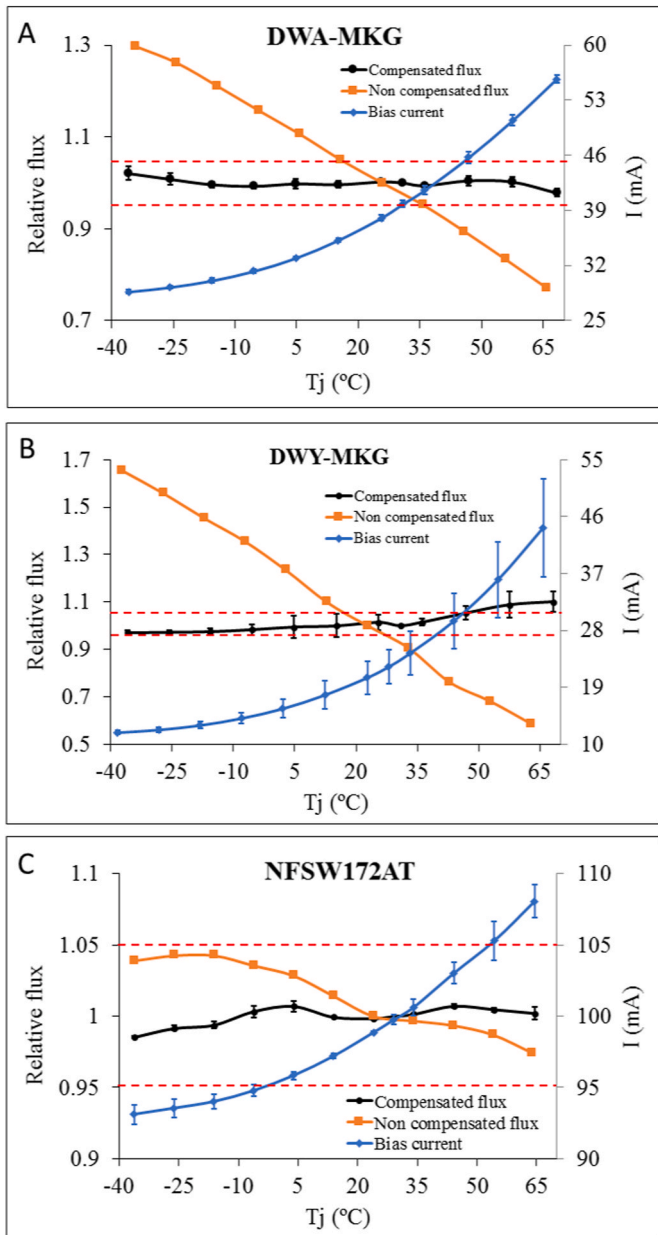 A
DWA-MKG
Compensated flux
Non compensated flux
Bias current
Relative flux
I (mA)
1.3
1.1
0.9
0.7
60
53
46
39
32
25
-40 -25 -10 5 20 35 50 65
Tj (ºC)
B
DWY-MKG
Compensated flux
Non compensated flux
Bias current
Relative flux
I (mA)
1.7
1.5
1.3
1.1
0.9
0.7
0.5
55
46
37
28
19
10
-40 -25 -10 5 20 35 50 65
Tj (ºC)
C
NFSW172AT
Relative flux
I (mA)
1.1
1.05
1
0.95
0.9
110
105
100
95
90
Compensated flux
Non compensated flux
Bias current
-40 -25 -10 5 20 35 50 65
Tj (ºC)